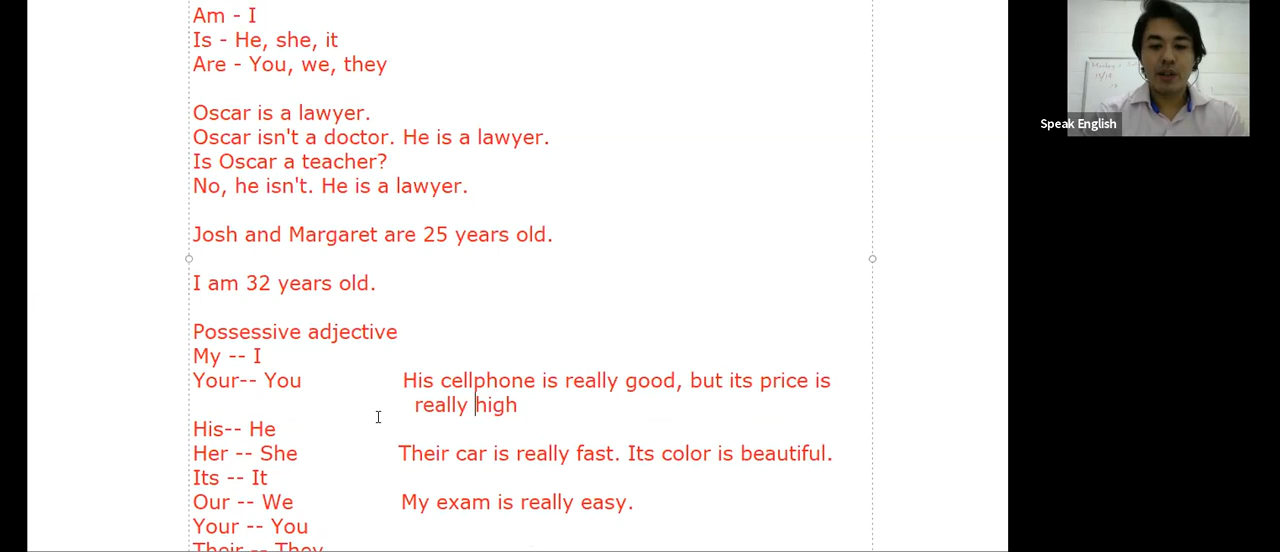 Am - I
Is - He, she, it
Are - You, we, they
Oscar is a lawyer.
Oscar isn't a doctor. He is a lawyer.
Is Oscar a teacher?
No, he isn't. He is a lawyer.
Josh and Margaret are 25 years old.
I am 32 years old.
Possessive adjective
My -- I
Your-- You His cellphone is really good, but its price is
really high
His-- He
Her -- She Their car is really fast. Its color is beautiful.
Its -- It
Our -- We My exam is really easy.
Your -- You
Their -- They
Speak English